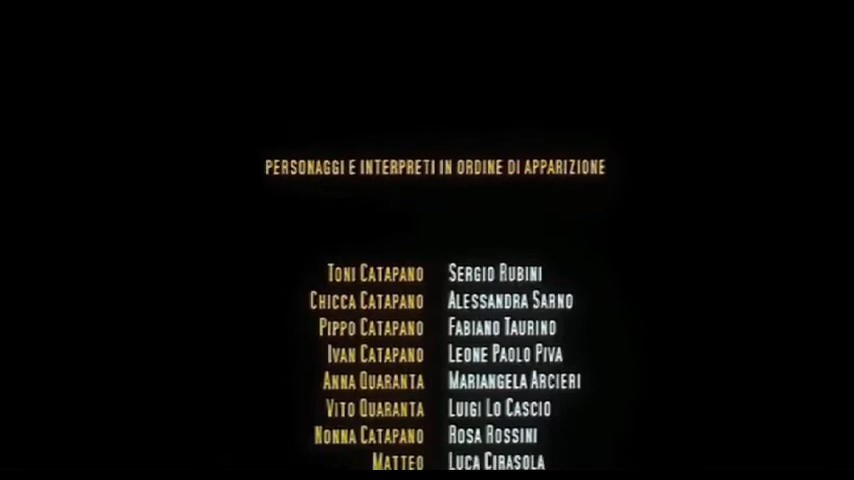 PERSONAGGI E INTERPRETI IN ORDINE DI APPARIZIONE
TONI CATAPANO SERGIO RUBINI
CHICCA CATAPANO ALESSANDRA SARNO
PIPPO CATAPANO FABIANO TAURINO
IVAN CATAPANO LEONE PAOLO PIVA
ANNA QUARANTA MARIANGELA ARCIERI
VITO QUARANTA LUIGI LO CASCIO
NONNA CATAPANO ROSA ROSSINI
MATTEO LUCA CIRASOLA